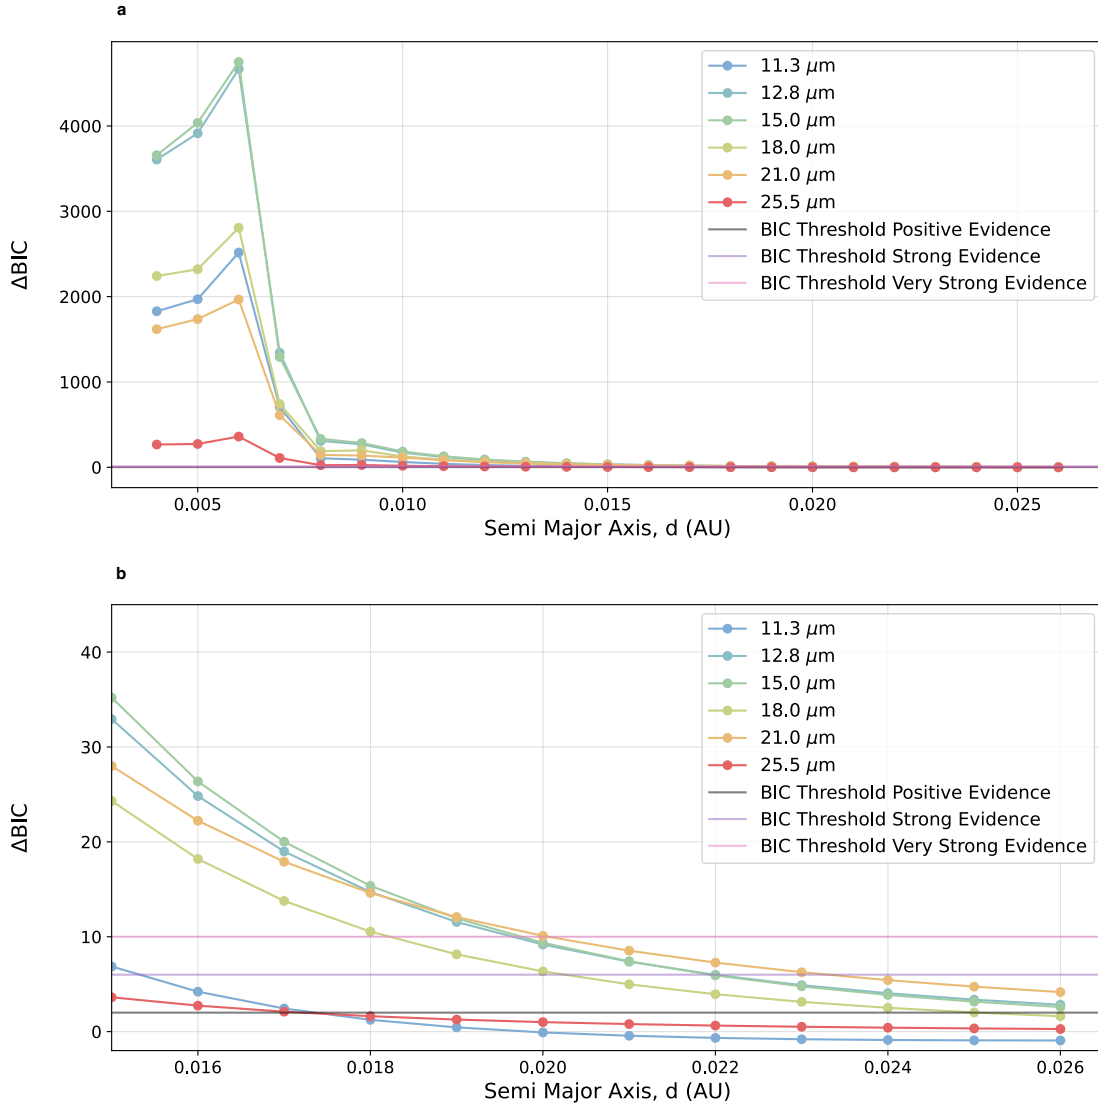 a
4000
3000
2000
1000
0
ΔBIC
0.005
0.010
0.015
0.020
0.025
Semi Major Axis, d (AU)
11.3 μm
12.8 μm
15.0 μm
18.0 μm
21.0 μm
25.5 μm
BIC Threshold Positive Evidence
BIC Threshold Strong Evidence
BIC Threshold Very Strong Evidence
b
40
30
20
10
0
ΔBIC
0.016
0.018
0.020
0.022
0.024
0.026
Semi Major Axis, d (AU)
11.3 μm
12.8 μm
15.0 μm
18.0 μm
21.0 μm
25.5 μm
BIC Threshold Positive Evidence
BIC Threshold Strong Evidence
BIC Threshold Very Strong Evidence